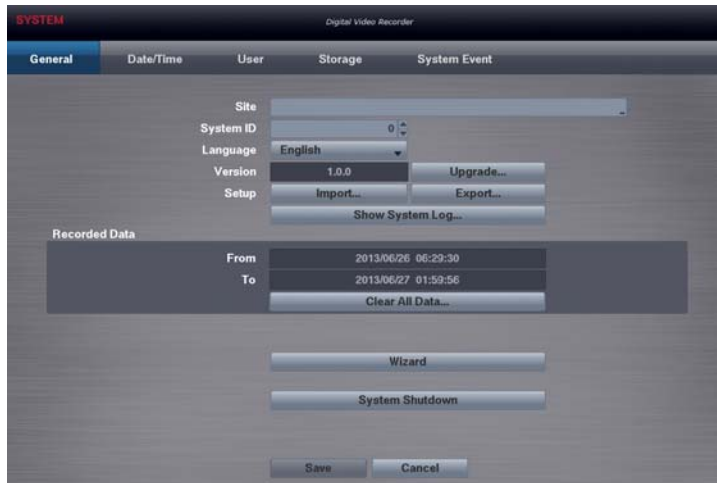 SYSTEM
Digital Video Recorder
General Date/Time User Storage System Event
Site
System ID 0
Language English
Version 1.0.0 Upgrade...
Setup Import... Export...
Show System Log...
Recorded Data
From 2013/06/26 06:29:30
To 2013/06/27 01:59:56
Clear All Data...
Wizard
System Shutdown
Save Cancel